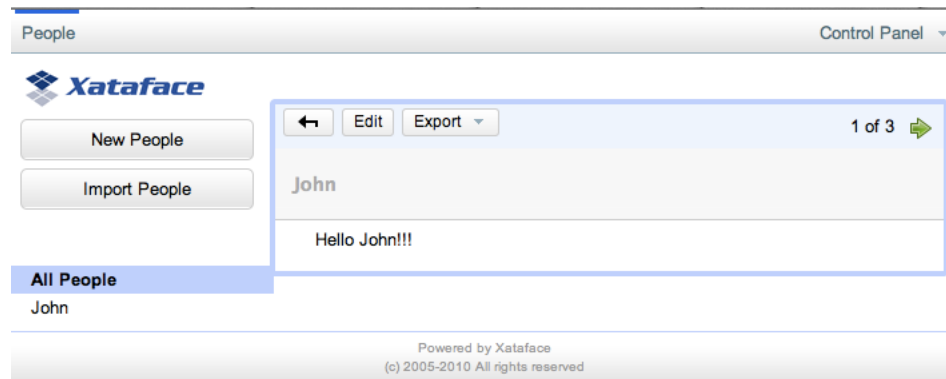 People
Control Panel
Xataface
New People
Import People
All People
John
Edit
Export
1 of 3
John
Hello John!!!
Powered by Xataface
(c) 2005-2010 All rights reserved